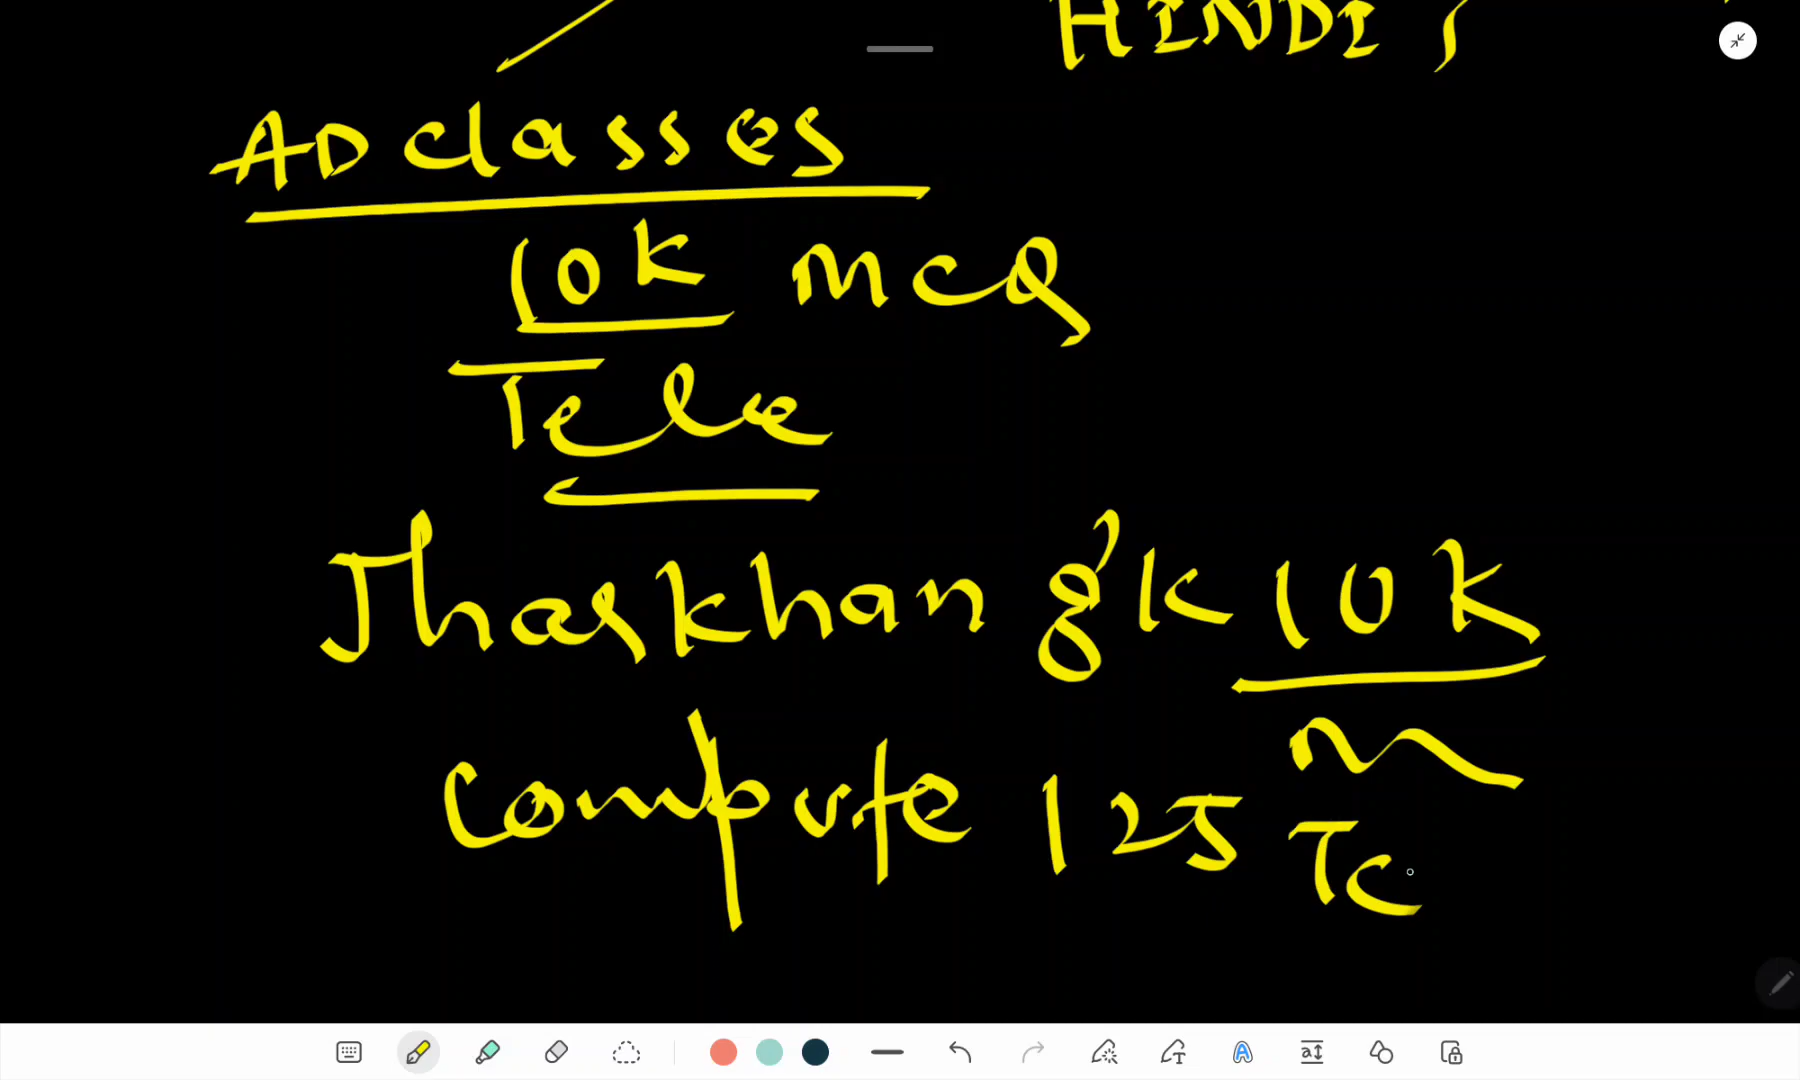 HINDI
AD classes
10k mcq
Tele
Jharkhan gk 10k
m
compute 125 Tc